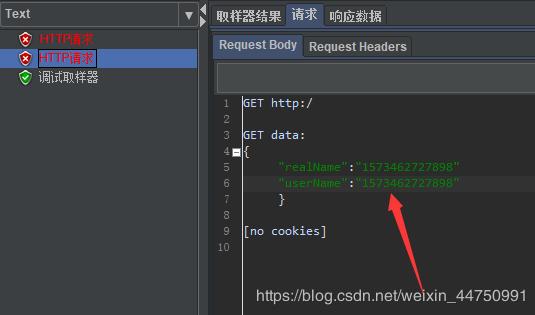 Text
HTTP请求
HTTP请求
调试取样器
取样器结果 请求 响应数据
Request Body Request Headers
1 GET http:/
2
3 GET data:
4 {
5 "realName":"1573462727898"
6 "userName":"1573462727898"
7 }
8
9 [no cookies]
10
https://blog.csdn.net/weixin_44750991